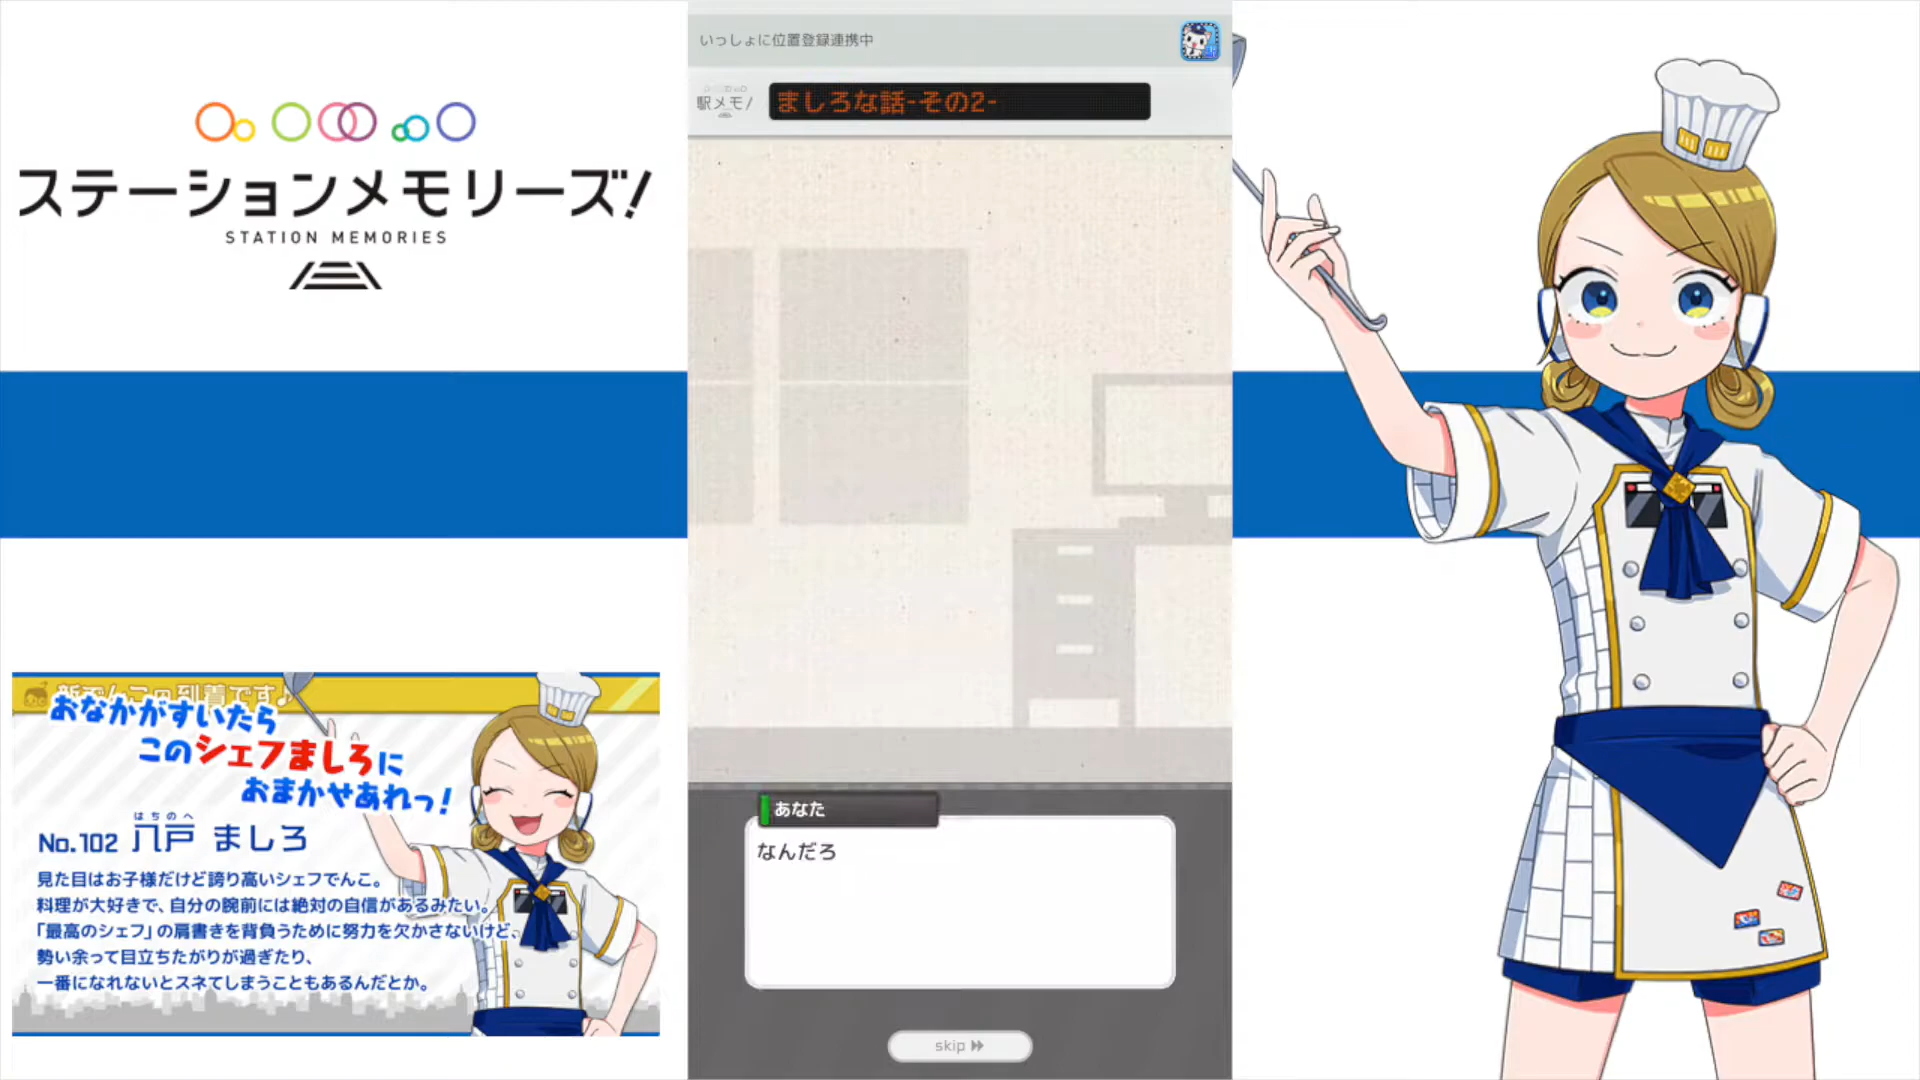 ステーションメモリーズ!
STATION MEMORIES
いっしょに位置登録連携中
駅メモ!
ましろな話-その2-
あなた
なんだろ
skip
新でんこの到着です♪
おなかがすいたら
このシェフましろに
おまかせあれっ!
はちのへ
No.102 八戸 ましろ
見た目はお子様だけど誇り高いシェフでんこ。
料理が大好きで、自分の腕前には絶対の自信があるみたい。
「最高のシェフ」の肩書きを背負うために努力を欠かさないけど、
勢い余って目立ちたがりが過ぎたり、
一番になれないとスネてしまうこともあるんだとか。